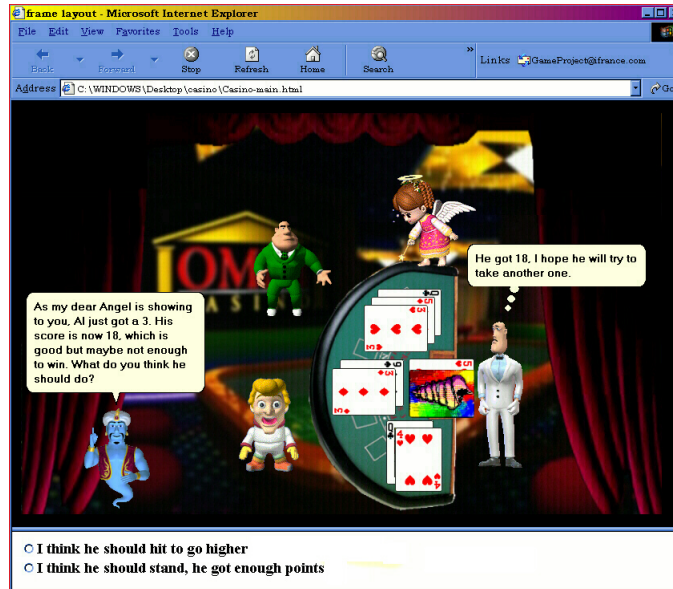 frame layout - Microsoft Internet Explorer
File Edit View Favorites Tools Help
Back Forward Stop Refresh Home Search » Links GameProject@ifrance.com
Address C:\WINDOWS\Desktop\casino\Casino-main.html Go
OM
CASINO
He got 18, I hope he will try to
take another one.
As my dear Angel is showing
to you, Al just got a 3. His
score is now 18, which is
good but maybe not enough
to win. What do you think he
should do?
I think he should hit to go higher
I think he should stand, he got enough points